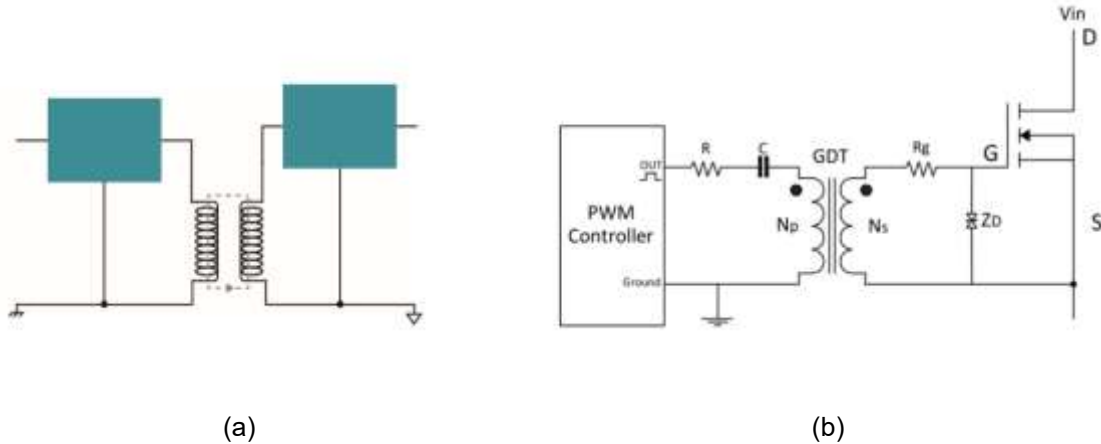 Vin
D
OUT
R
C
GDT
Rg
G
PWM
Controller
Np
Ns
ZD
S
Ground
(a)
(b)